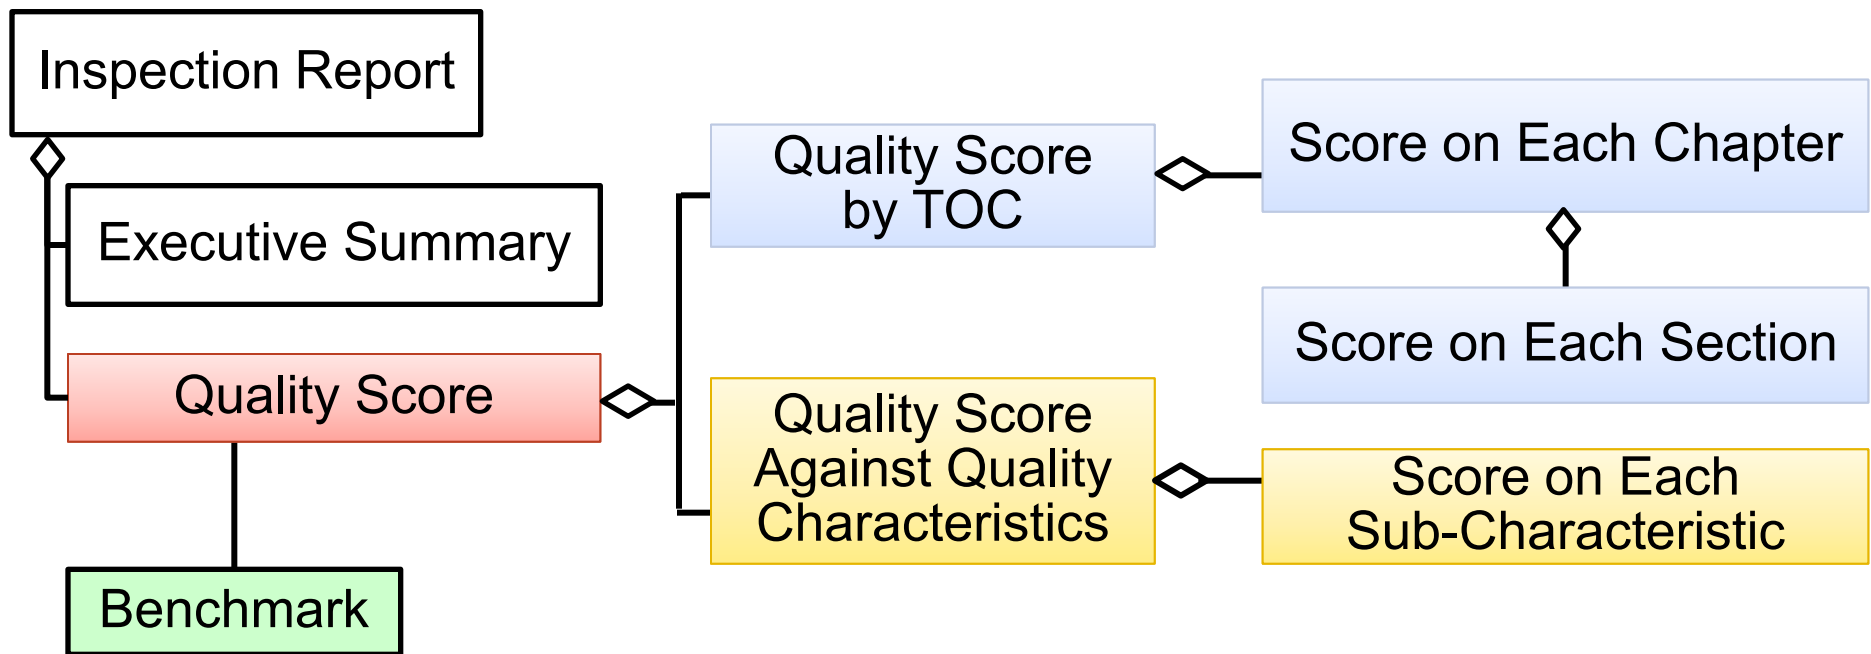 Inspection Report
Executive Summary
Quality Score
Benchmark
Quality Score
by TOC
Quality Score
Against Quality
Characteristics
Score on Each Chapter
Score on Each Section
Score on Each
Sub-Characteristic